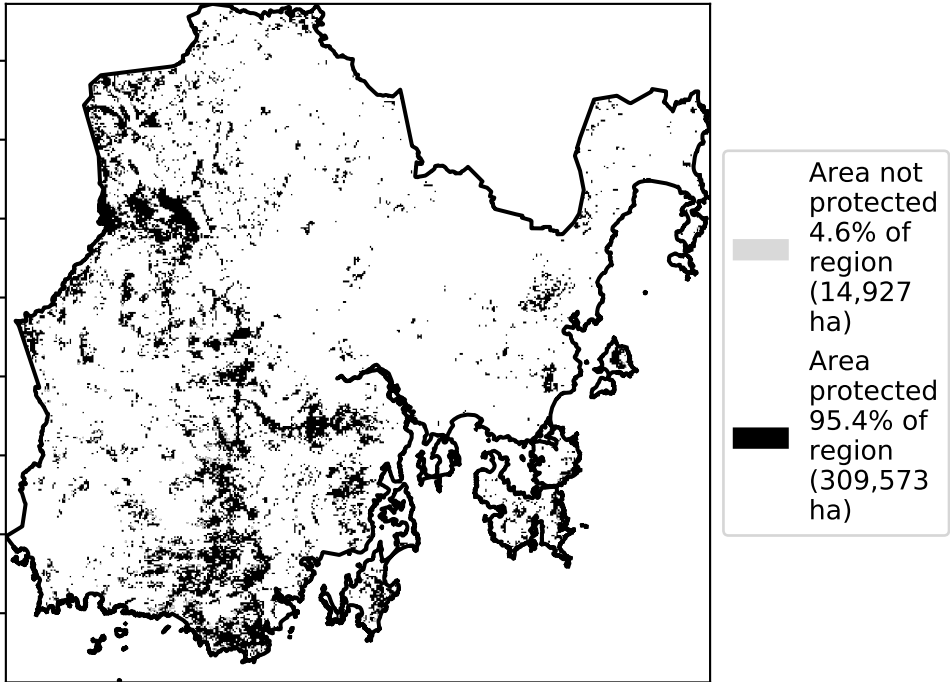 Area not
protected
4.6% of
region
(14,927
ha)
Area
protected
95.4% of
region
(309,573
ha)